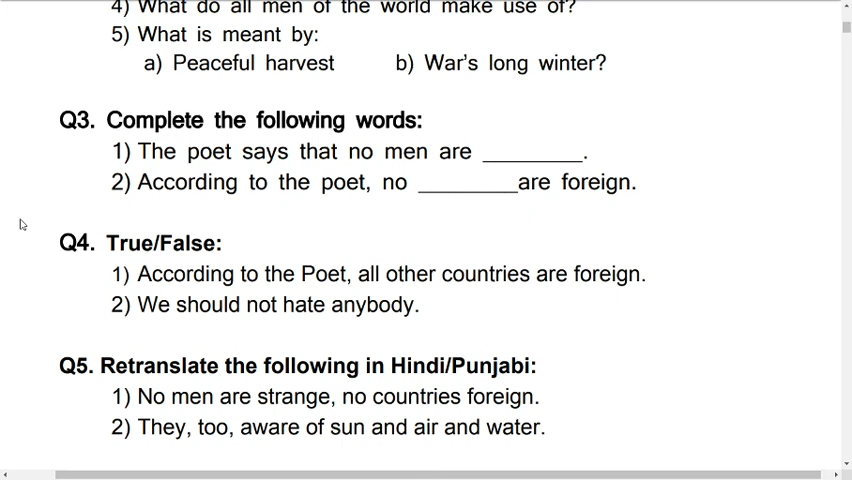 4) What do all men of the world make use of?
5) What is meant by:
a) Peaceful harvest b) War's long winter?
Q3. Complete the following words:
1) The poet says that no men are _________.
2) According to the poet, no _________are foreign.
Q4. True/False:
1) According to the Poet, all other countries are foreign.
2) We should not hate anybody.
Q5. Retranslate the following in Hindi/Punjabi:
1) No men are strange, no countries foreign.
2) They, too, aware of sun and air and water.